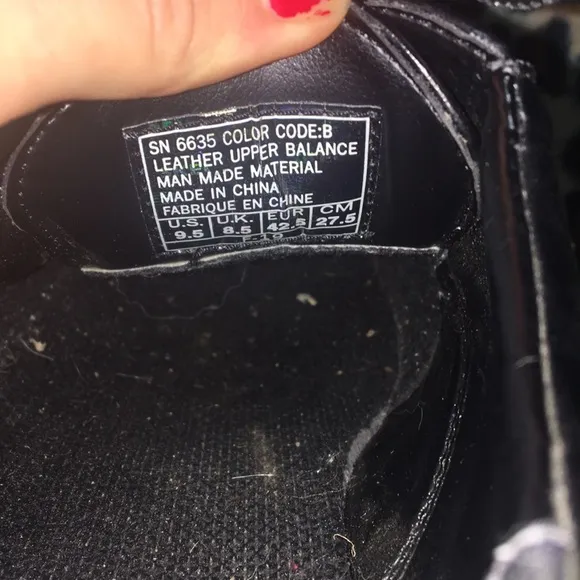 SN 6635 COLOR CODE:B
LEATHER UPPER BALANCE
MAN MADE MATERIAL
MADE IN CHINA
FABRIQUE EN CHINE
U.S. U.K. EUR CM
9.5 8.5 42.5 27.5